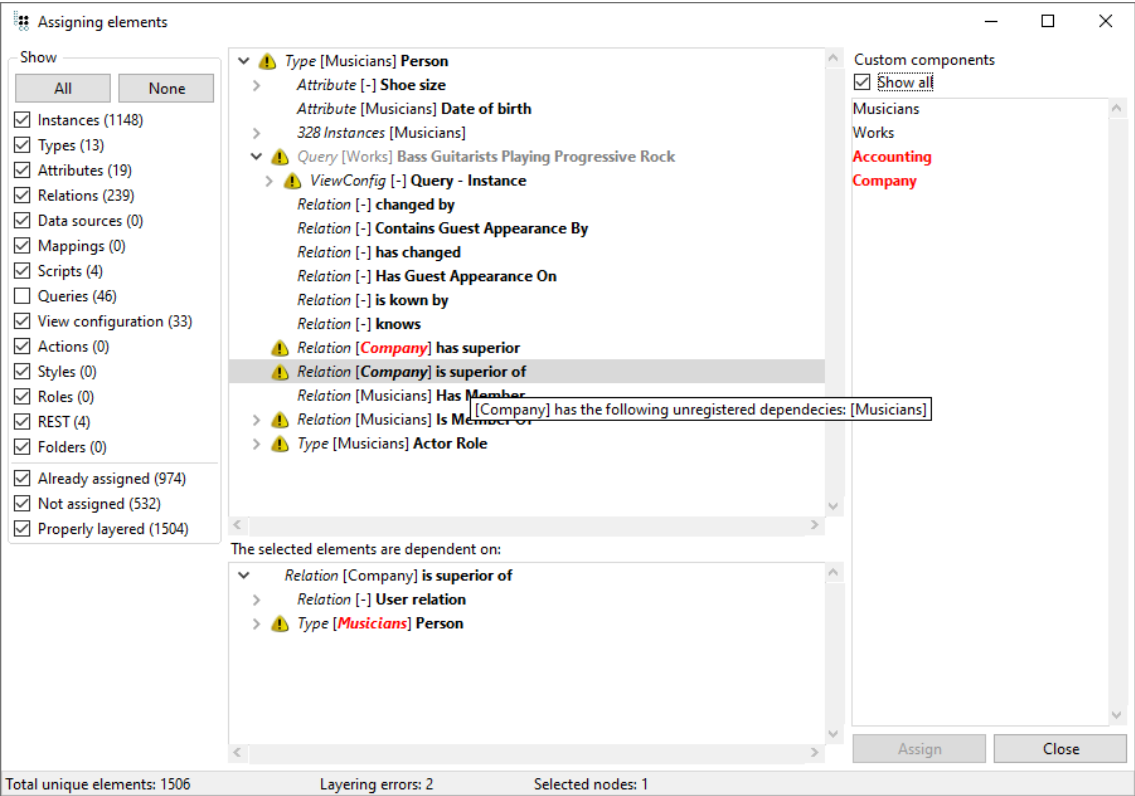 Assigning elements
Show
All
None
Instances (1148)
Types (13)
Attributes (19)
Relations (239)
Data sources (0)
Mappings (0)
Scripts (4)
Queries (46)
View configuration (33)
Actions (0)
Styles (0)
Roles (0)
REST (4)
Folders (0)
Already assigned (974)
Not assigned (532)
Properly layered (1504)
Type [Musicians] Person
Attribute [-] Shoe size
Attribute [Musicians] Date of birth
328 Instances [Musicians]
Query [Works] Bass Guitarists Playing Progressive Rock
ViewConfig [-] Query - Instance
Relation [-] changed by
Relation [-] Contains Guest Appearance By
Relation [-] has changed
Relation [-] Has Guest Appearance On
Relation [-] is kown by
Relation [-] knows
Relation [Company] has superior
Relation [Company] is superior of
Relation [Musicians] Has Member
[Company] has the following unregistered dependecies: [Musicians]
Relation [Musicians] Is Member Of
Type [Musicians] Actor Role
The selected elements are dependent on:
Relation [Company] is superior of
Relation [-] User relation
Type [Musicians] Person
Custom components
Show all
Musicians
Works
Accounting
Company
Assign
Close
Total unique elements: 1506
Layering errors: 2
Selected nodes: 1